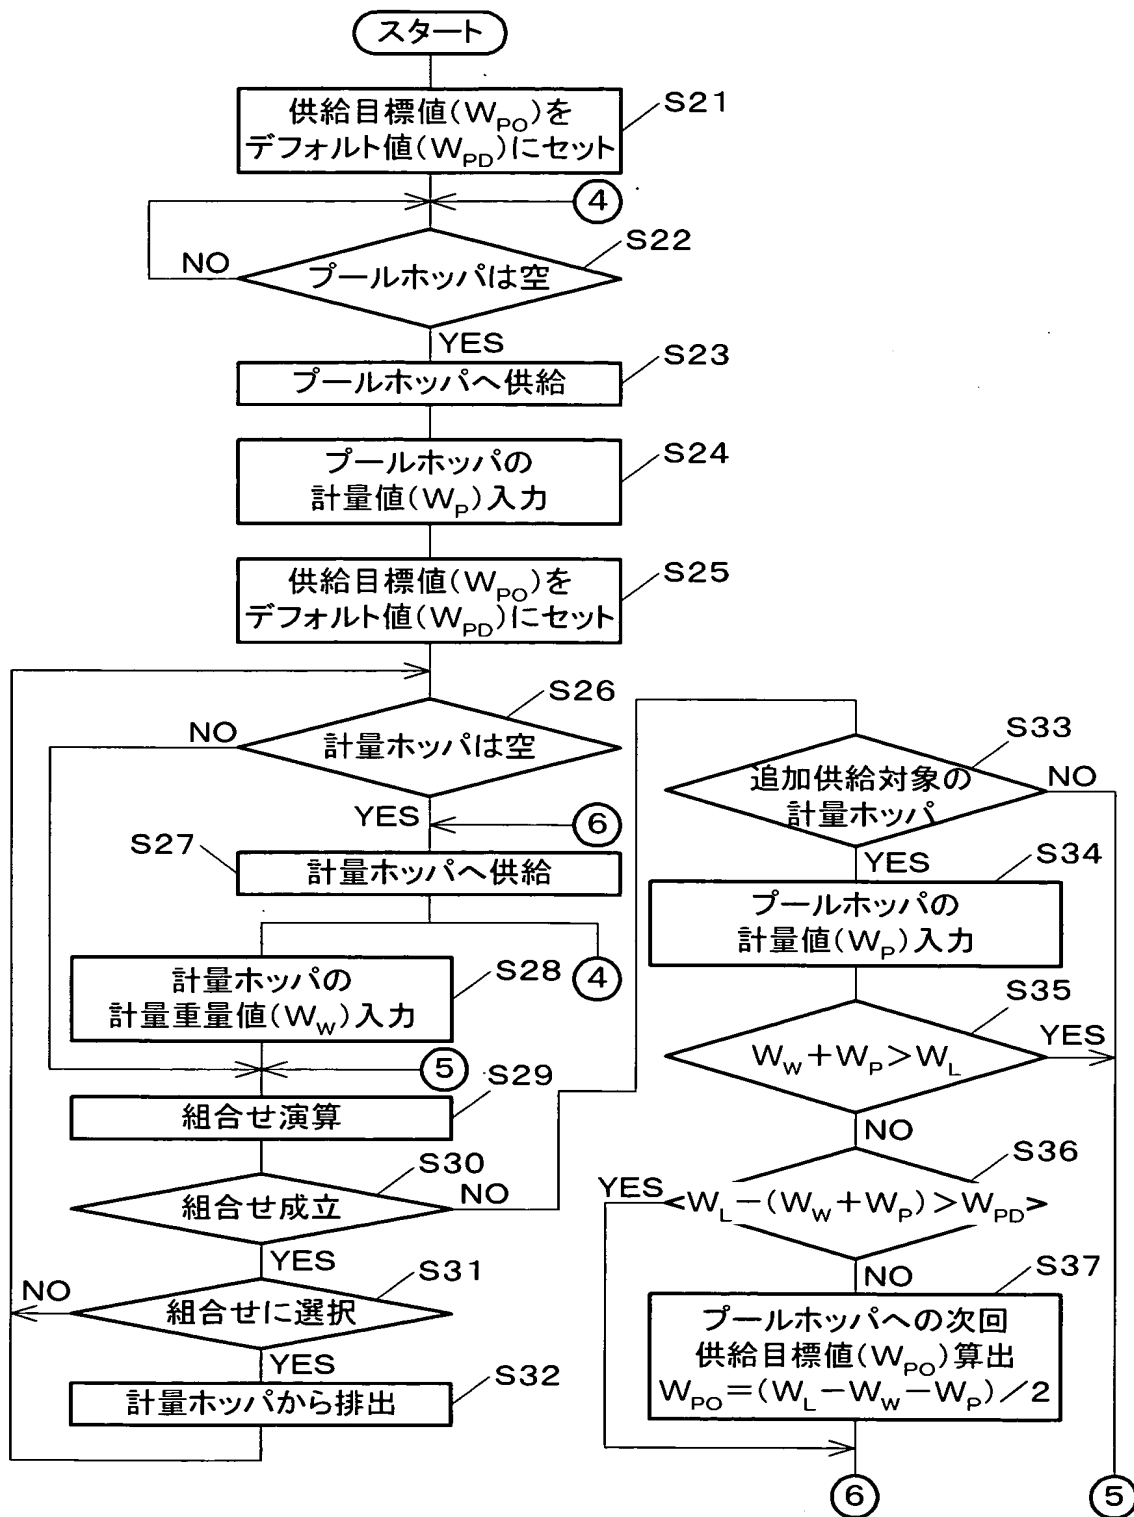 スタート
供給目標値(WPO)を
デフォルト値(WPD)にセット
S21
4
S22
プールホッパは空
NO
YES
S23
プールホッパへ供給
S24
プールホッパの
計量値(WP)入力
S25
供給目標値(WPO)を
デフォルト値(WPD)にセット
S26
計量ホッパは空
NO
YES
6
S27
計量ホッパへ供給
4
S28
計量ホッパの
計量重量値(WW)入力
5
S29
組合せ演算
S30
組合せ成立
NO
YES
S31
組合せに選択
NO
YES
S32
計量ホッパから排出
S33
追加供給対象の
計量ホッパ
NO
YES
S34
プールホッパの
計量値(WP)入力
S35
WW+WP>WL
YES
NO
S36
WL-(WW+WP)>WPD
YES
NO
S37
プールホッパへの次回
供給目標値(WPO)算出
WPO=(WL-WW-WP)/2
6
5